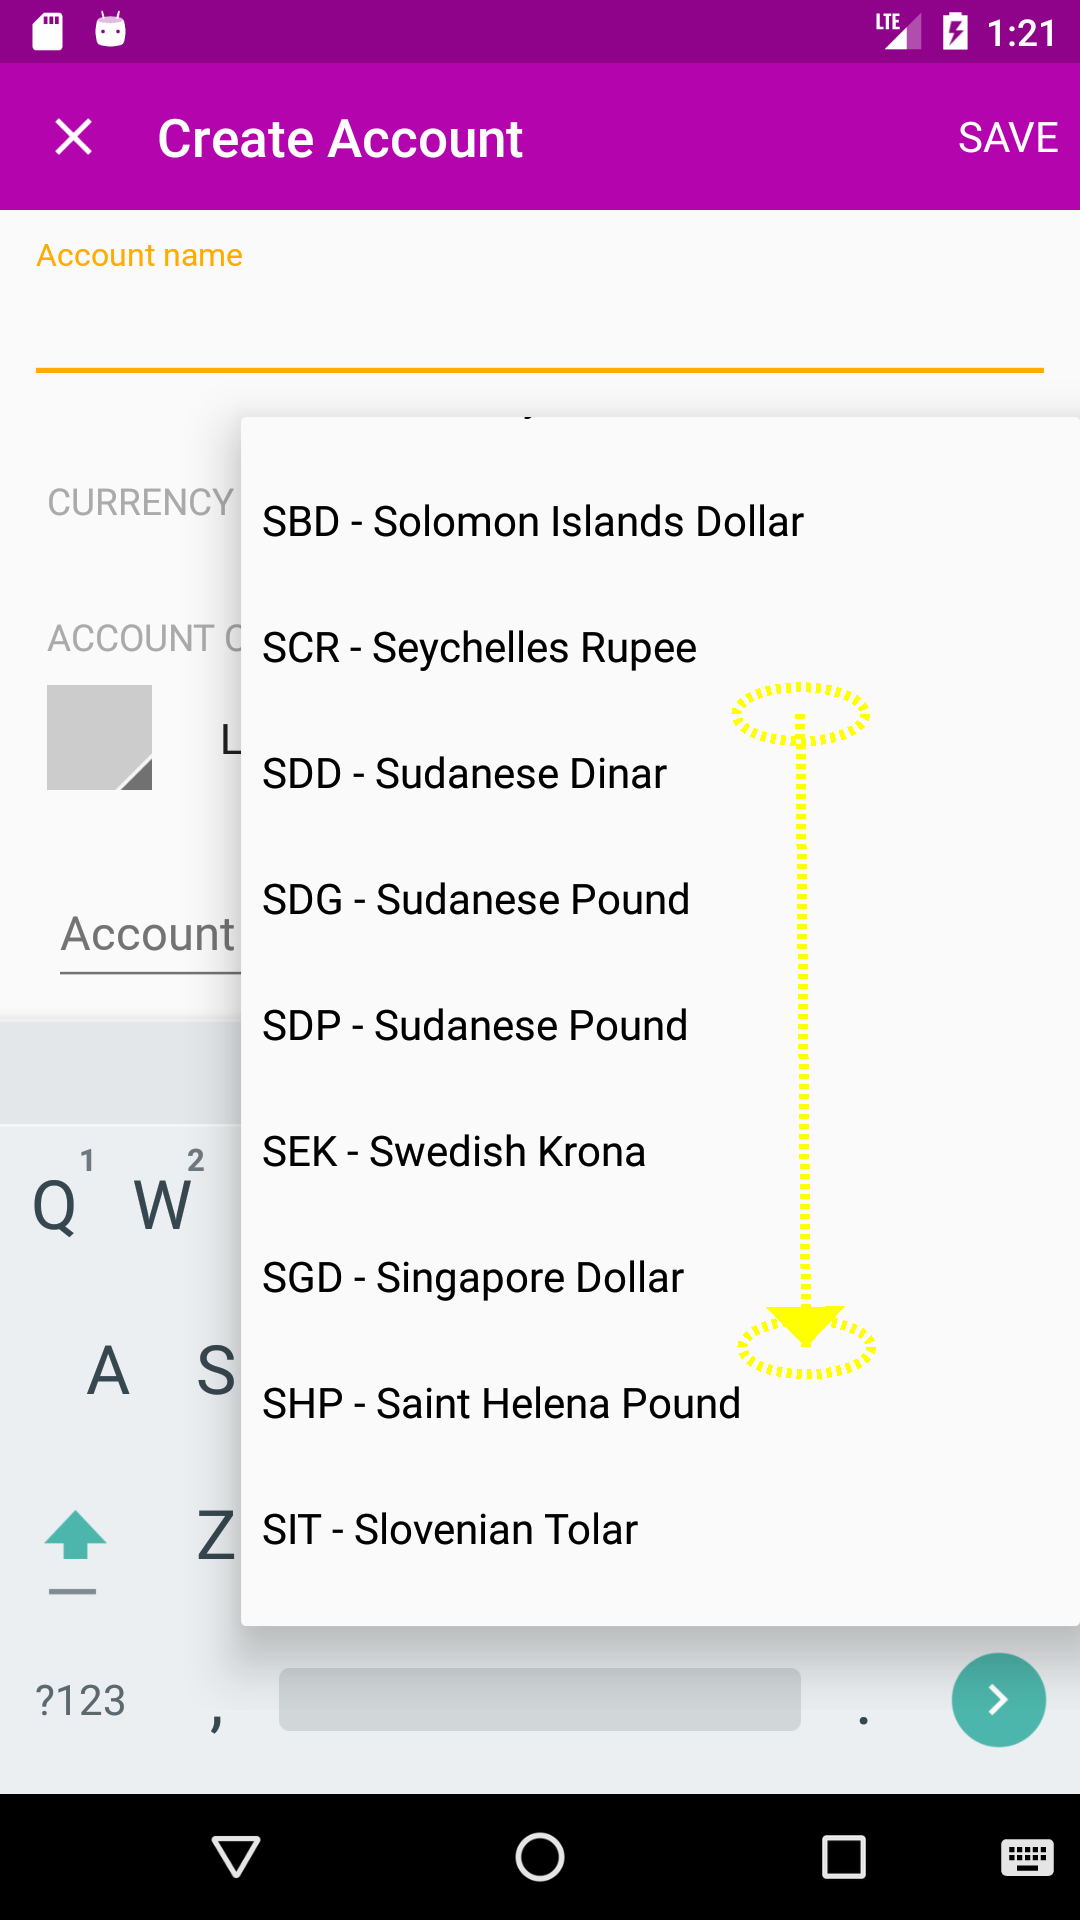 LTE 1:21
Create Account SAVE
Account name
CURRENCY
SBD - Solomon Islands Dollar
SCR - Seychelles Rupee
ACCOUNT
L
SDD - Sudanese Dinar
SDG - Sudanese Pound
Account
SDP - Sudanese Pound
SEK - Swedish Krona
1 2
Q W
SGD - Singapore Dollar
A S
SHP - Saint Helena Pound
Z
SIT - Slovenian Tolar
?123 , .